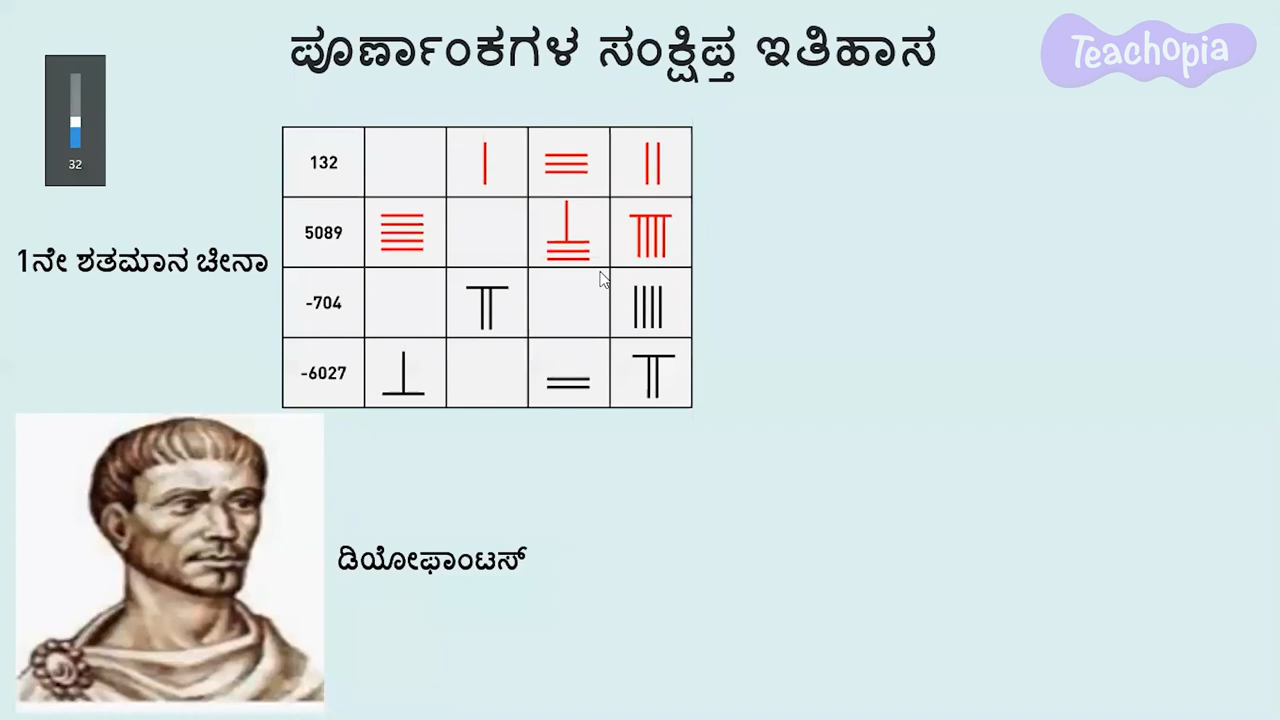 ಪೂರ್ಣಾಂಕಗಳ ಸಂಕ್ಷಿಪ್ತ ಇತಿಹಾಸ
Teachopia
32
132
5089
1ನೇ ಶತಮಾನ ಚೀನಾ
-704
-6027
ಡಿಯೋಫಾಂಟಸ್